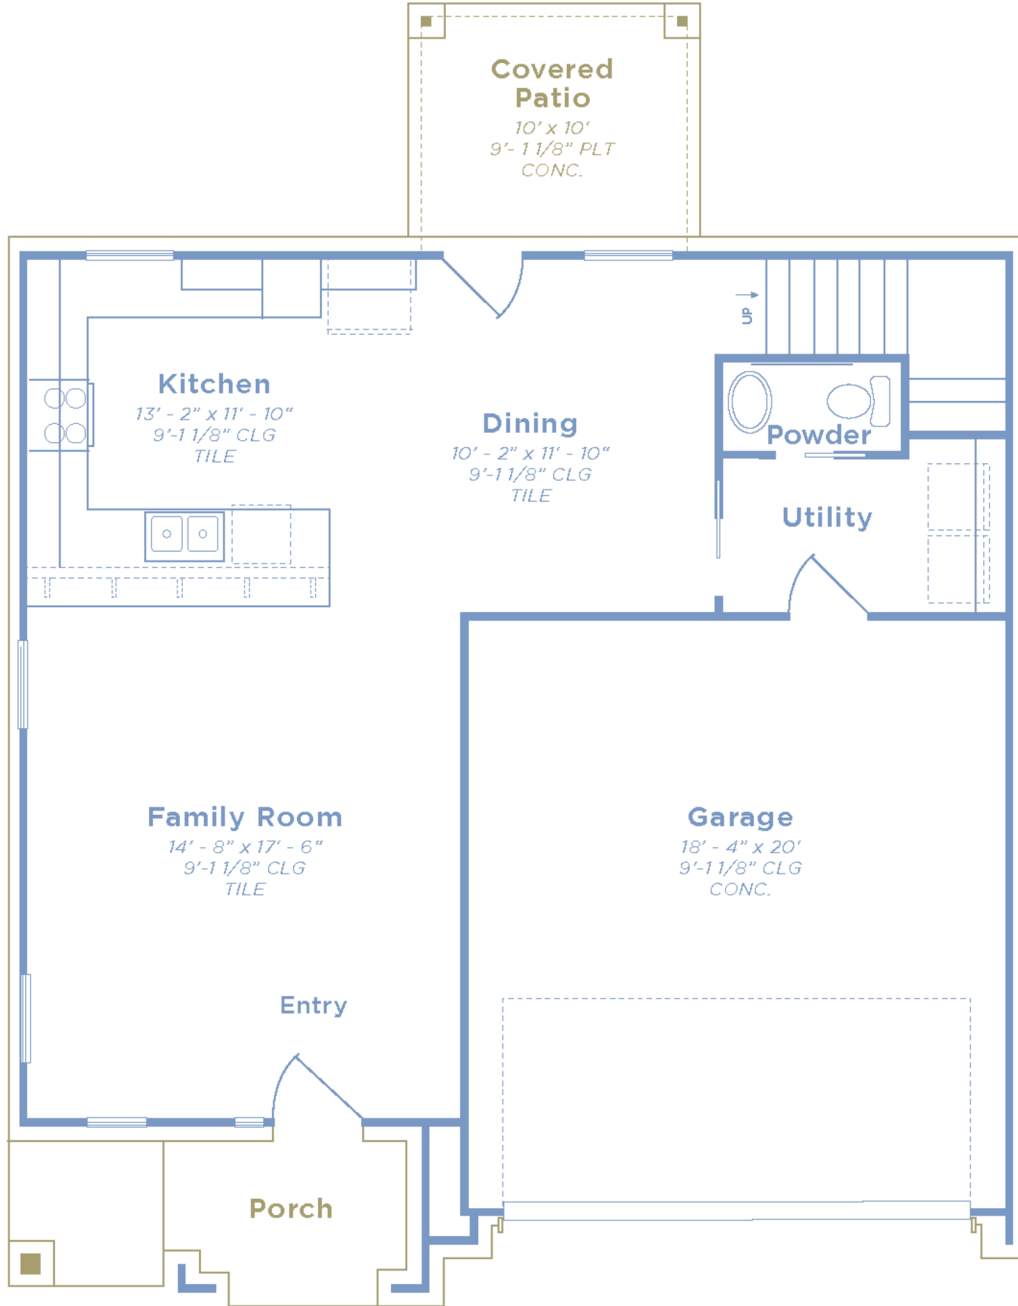 Covered
Patio
10' x 10'
9'- 1 1/8" PLT
CONC.
UP
Kitchen
13' - 2" x 11' - 10"
9'-1 1/8" CLG
TILE
Dining
10' - 2" x 11' - 10"
9'-1 1/8" CLG
TILE
Powder
Utility
Family Room
14' - 8" x 17' - 6"
9'-1 1/8" CLG
TILE
Garage
18' - 4" x 20'
9'-1 1/8" CLG
CONC.
Entry
Porch